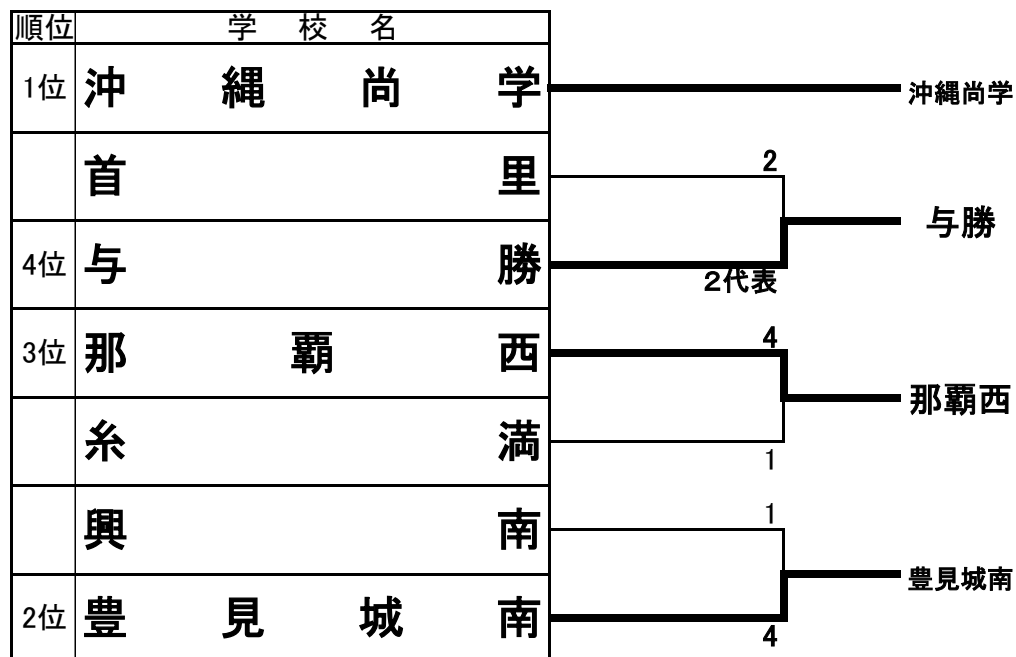 順位 学校名
1位 沖縄尚学 沖縄尚学
首里 2
与勝
4位 与勝 2代表
3位 那覇西 4
那覇西
糸満 1
興南 1
豊見城南
2位 豊見城南 4